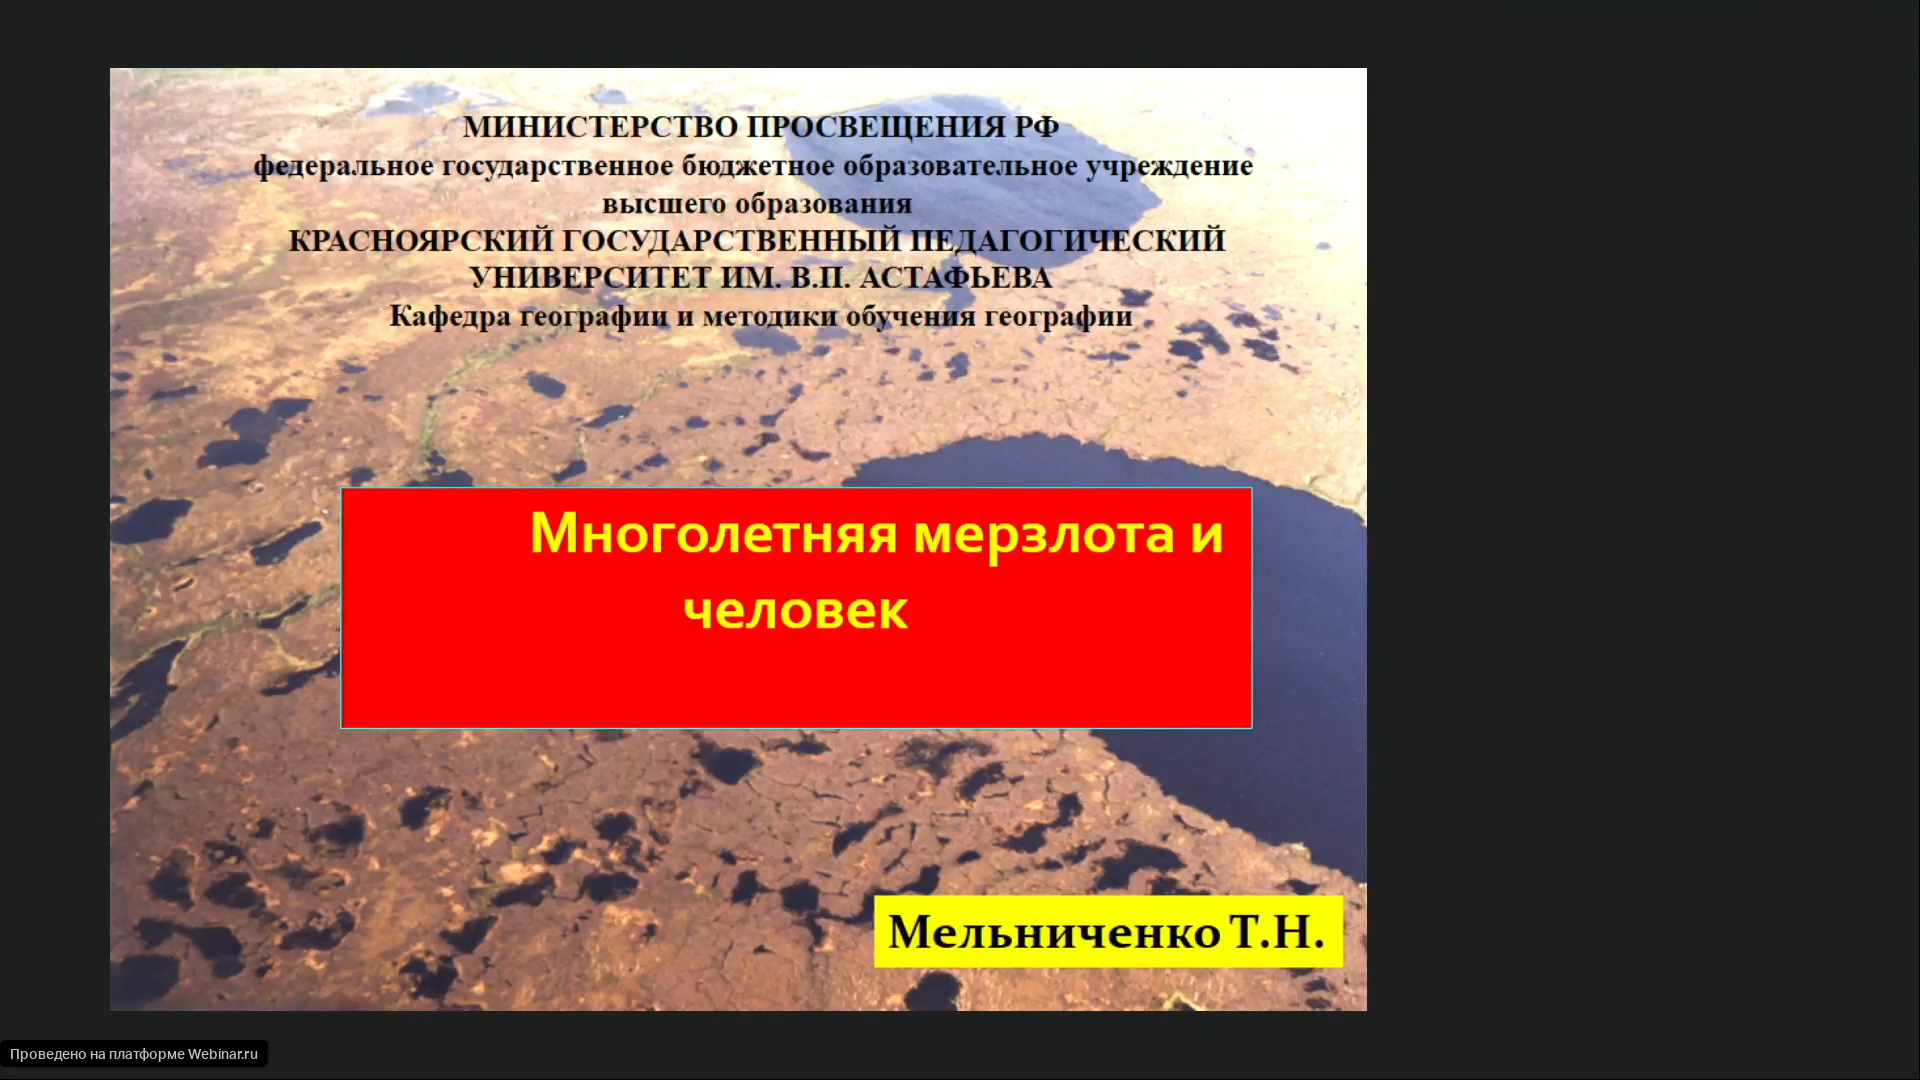 МИНИСТЕРСТВО ПРОСВЕЩЕНИЯ РФ
федеральное государственное бюджетное образовательное учреждение
высшего образования
КРАСНОЯРСКИЙ ГОСУДАРСТВЕННЫЙ ПЕДАГОГИЧЕСКИЙ
УНИВЕРСИТЕТ ИМ. В.П. АСТАФЬЕВА
Кафедра географии и методики обучения географии
Многолетняя мерзлота и
человек
Мельниченко Т.Н.
Проведено на платформе Webinar.ru